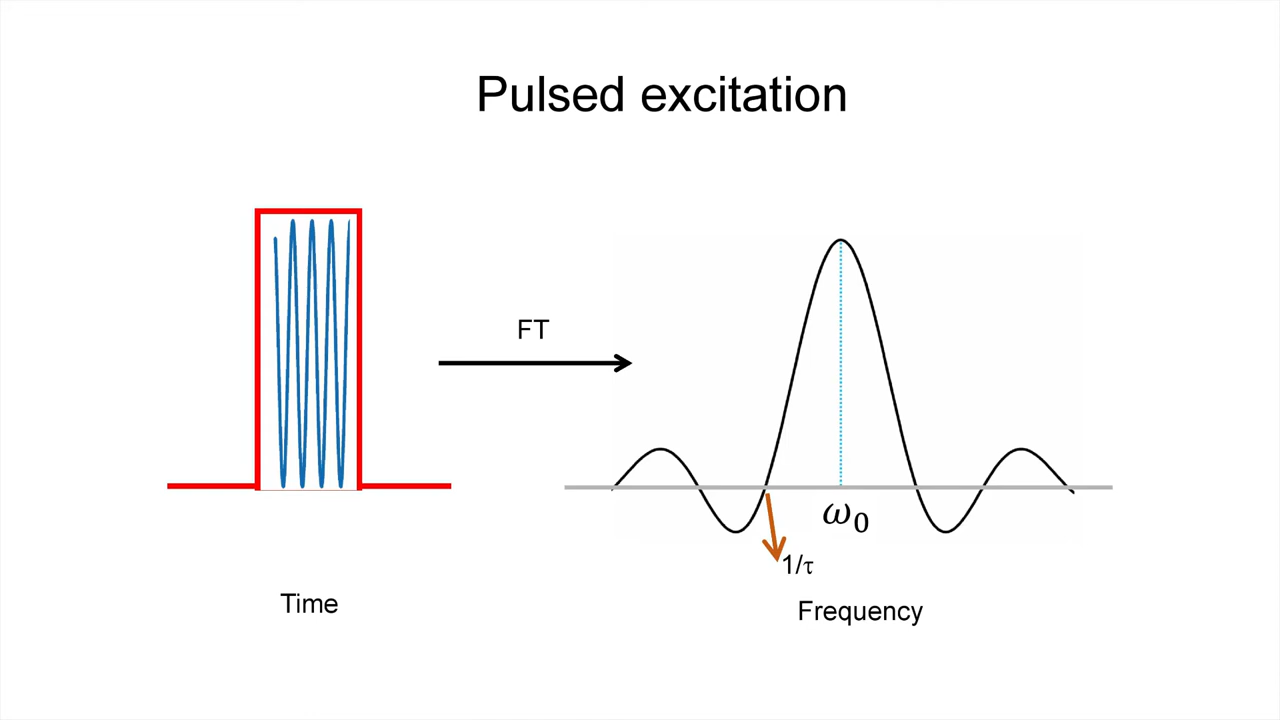 Pulsed excitation
FT
ω₀
1/τ
Time
Frequency